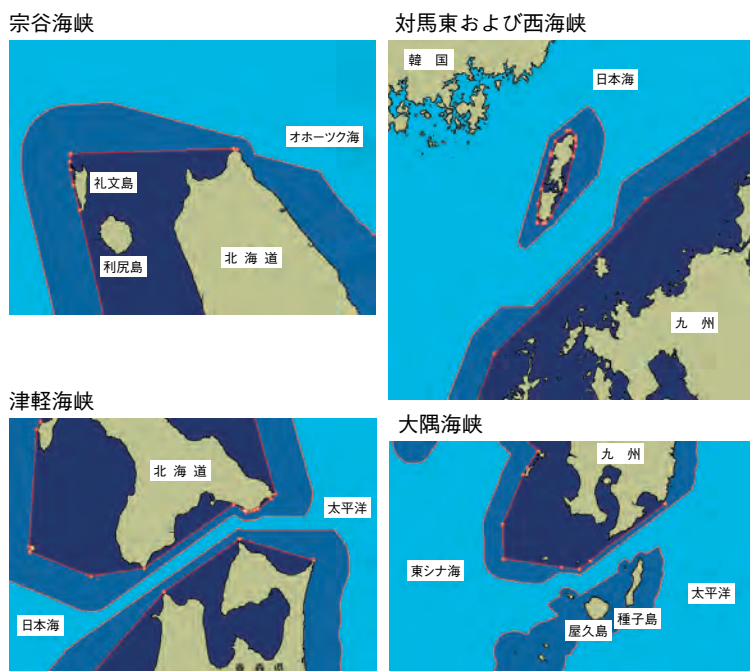 宗谷海峡
オホーツク海
礼文島
利尻島
北海道
対馬東および西海峡
韓国
日本海
九州
津軽海峡
北海道
太平洋
日本海
大隅海峡
九州
東シナ海
太平洋
種子島
屋久島